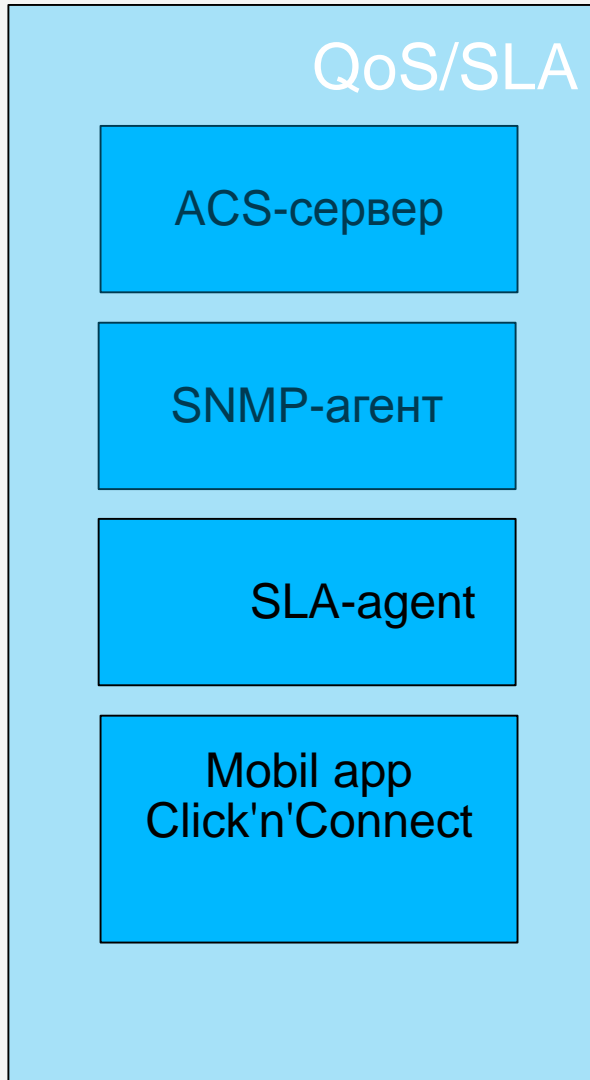 QoS/SLA
ACS-сервер
SNMP-агент
SLA-agent
Mobil app
Click'n'Connect